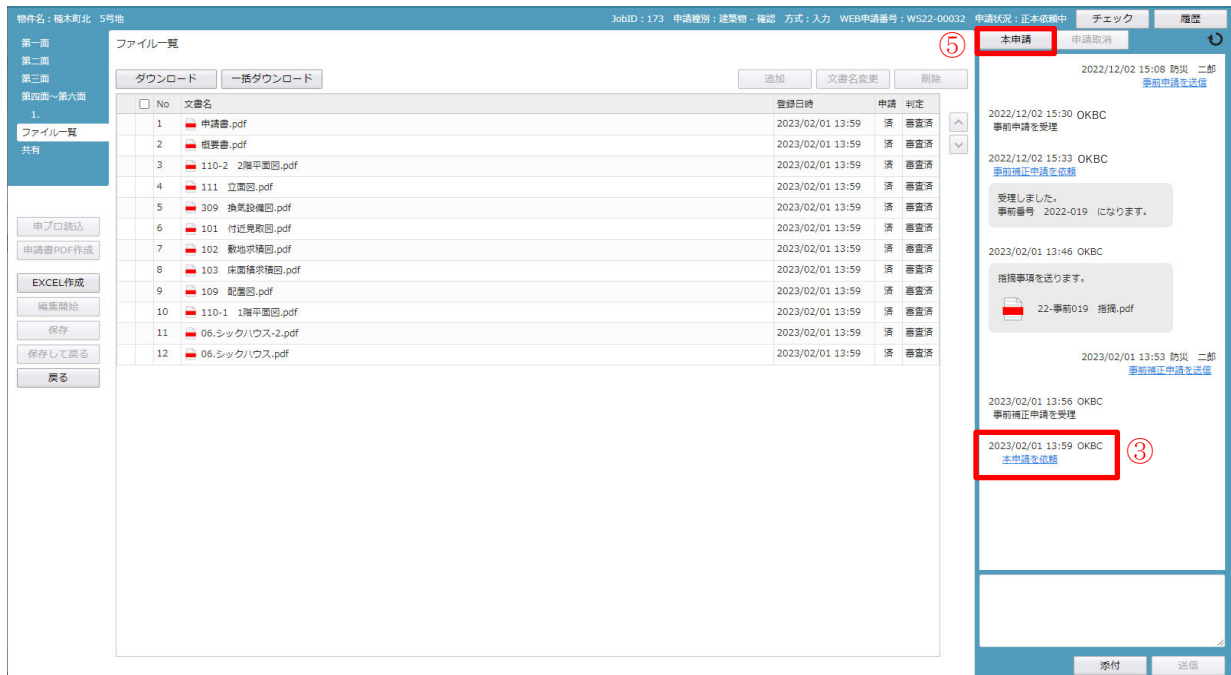 物件名：楠木町北　5号地
JobID：173　申請種別：建築物 - 確認　方式：入力　WEB申請番号：WS22-00032　申請状況：正本依頼中
チェック
履歴
第一面
第二面
第三面
第四面～第六面
1.
ファイル一覧
共有
申プロ読込
申請書PDF作成
EXCEL作成
編集開始
保存
保存して戻る
戻る
ファイル一覧
ダウンロード　一括ダウンロード　追加　文書名変更　削除
No　文書名　登録日時　申請　判定
1　申請書.pdf　2023/02/01 13:59　済　審査済
2　概要書.pdf　2023/02/01 13:59　済　審査済
3　110-2　2階平面図.pdf　2023/02/01 13:59　済　審査済
4　111　立面図.pdf　2023/02/01 13:59　済　審査済
5　309　換気設備図.pdf　2023/02/01 13:59　済　審査済
6　101　付近見取図.pdf　2023/02/01 13:59　済　審査済
7　102　敷地求積図.pdf　2023/02/01 13:59　済　審査済
8　103　床面積求積図.pdf　2023/02/01 13:59　済　審査済
9　109　配置図.pdf　2023/02/01 13:59　済　審査済
10　110-1　1階平面図.pdf　2023/02/01 13:59　済　審査済
11　06.シックハウス-2.pdf　2023/02/01 13:59　済　審査済
12　06.シックハウス.pdf　2023/02/01 13:59　済　審査済
⑤
本申請　申請取消
2022/12/02 15:08 防災　二郎
事前申請を送信
2022/12/02 15:30 OKBC
事前申請を受理
2022/12/02 15:33 OKBC
事前補正申請を依頼
受理しました。
事前番号　2022-019　になります。
2023/02/01 13:46 OKBC
指摘事項を送ります。
22-事前019　指摘.pdf
2023/02/01 13:53 防災　二郎
事前補正申請を送信
2023/02/01 13:56 OKBC
事前補正申請を受理
2023/02/01 13:59 OKBC
本申請を依頼
③
添付　送信